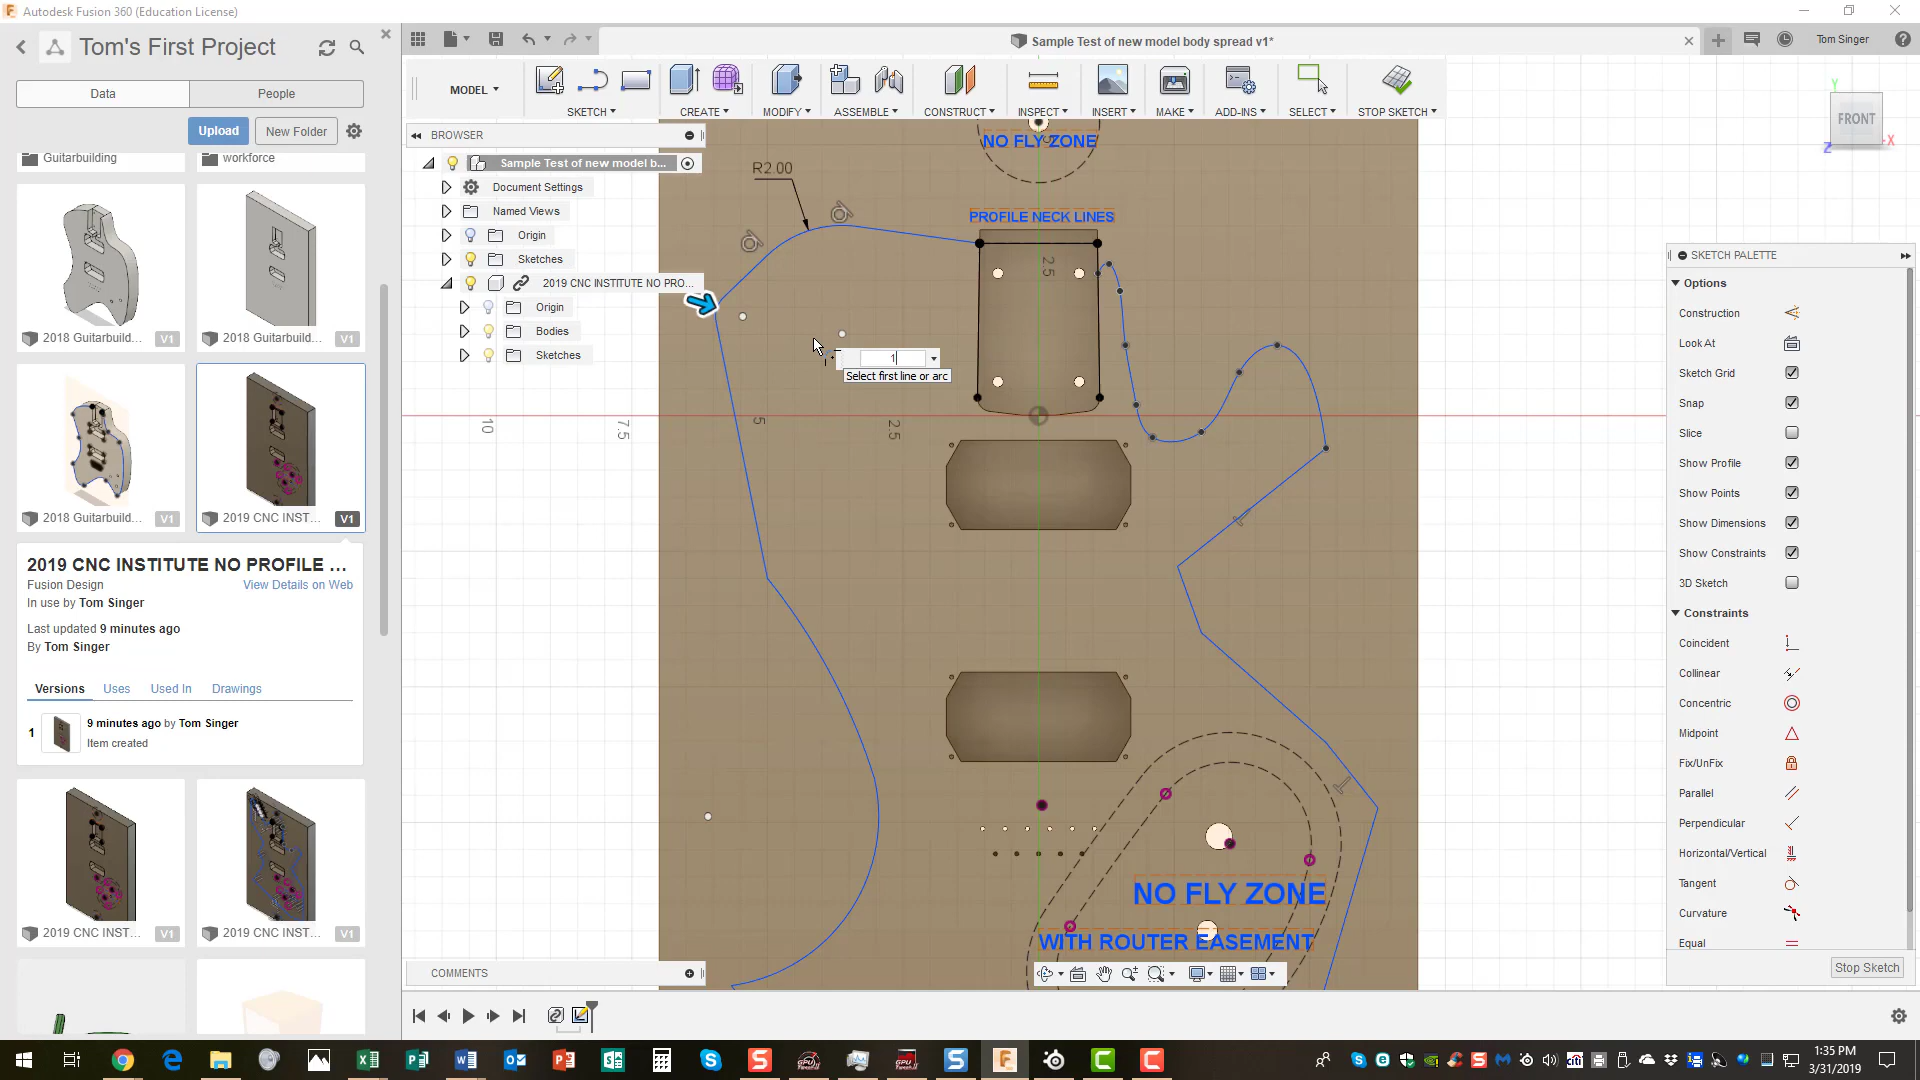 Autodesk Fusion 360 (Education License)
Tom's First Project
Data
People
Upload
New Folder
Guitarbuilding
workforce
2018 Guitarbuild...
V1
2018 Guitarbuild...
V1
2018 Guitarbuild...
V1
2019 CNC INST...
V1
2019 CNC INSTITUTE NO PROFILE ...
Fusion Design
View Details on Web
In use by Tom Singer
Last updated 9 minutes ago
By Tom Singer
Versions
Uses
Used In
Drawings
1
9 minutes ago by Tom Singer
Item created
2019 CNC INST...
V1
2019 CNC INST...
V1
Sample Test of new model body spread v1*
Tom Singer
MODEL
SKETCH
CREATE
MODIFY
ASSEMBLE
CONSTRUCT
INSPECT
INSERT
MAKE
ADD-INS
SELECT
STOP SKETCH
BROWSER
Sample Test of new model b...
Document Settings
Named Views
Origin
Sketches
2019 CNC INSTITUTE NO PRO...
Origin
Bodies
Sketches
Y
FRONT
X
Z
NO FLY ZONE
R2.00
PROFILE NECK LINES
2.5
1
Select first line or arc
10
7.5
5
2.5
NO FLY ZONE
WITH ROUTER EASEMENT
SKETCH PALETTE
Options
Construction
Look At
Sketch Grid
Snap
Slice
Show Profile
Show Points
Show Dimensions
Show Constraints
3D Sketch
Constraints
Coincident
Collinear
Concentric
Midpoint
Fix/UnFix
Parallel
Perpendicular
Horizontal/Vertical
Tangent
Curvature
Equal
Stop Sketch
COMMENTS
1:35 PM
3/31/2019